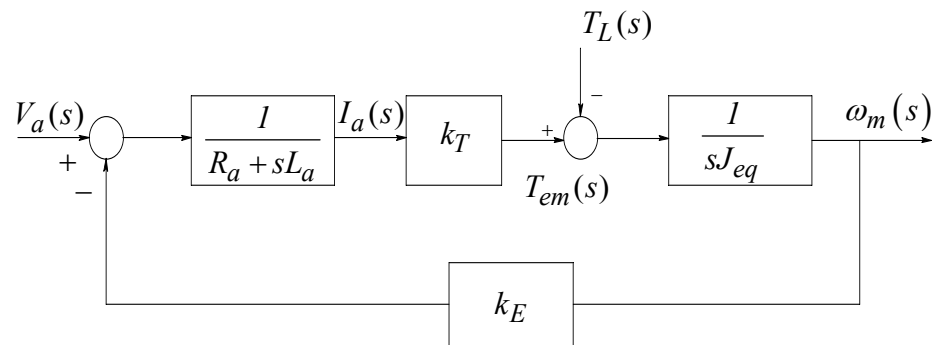 T_L(s)
−
V_a(s)
+
−
1
R_a + sL_a
I_a(s)
k_T
+
T_em(s)
1
sJ_eq
ω_m(s)
k_E